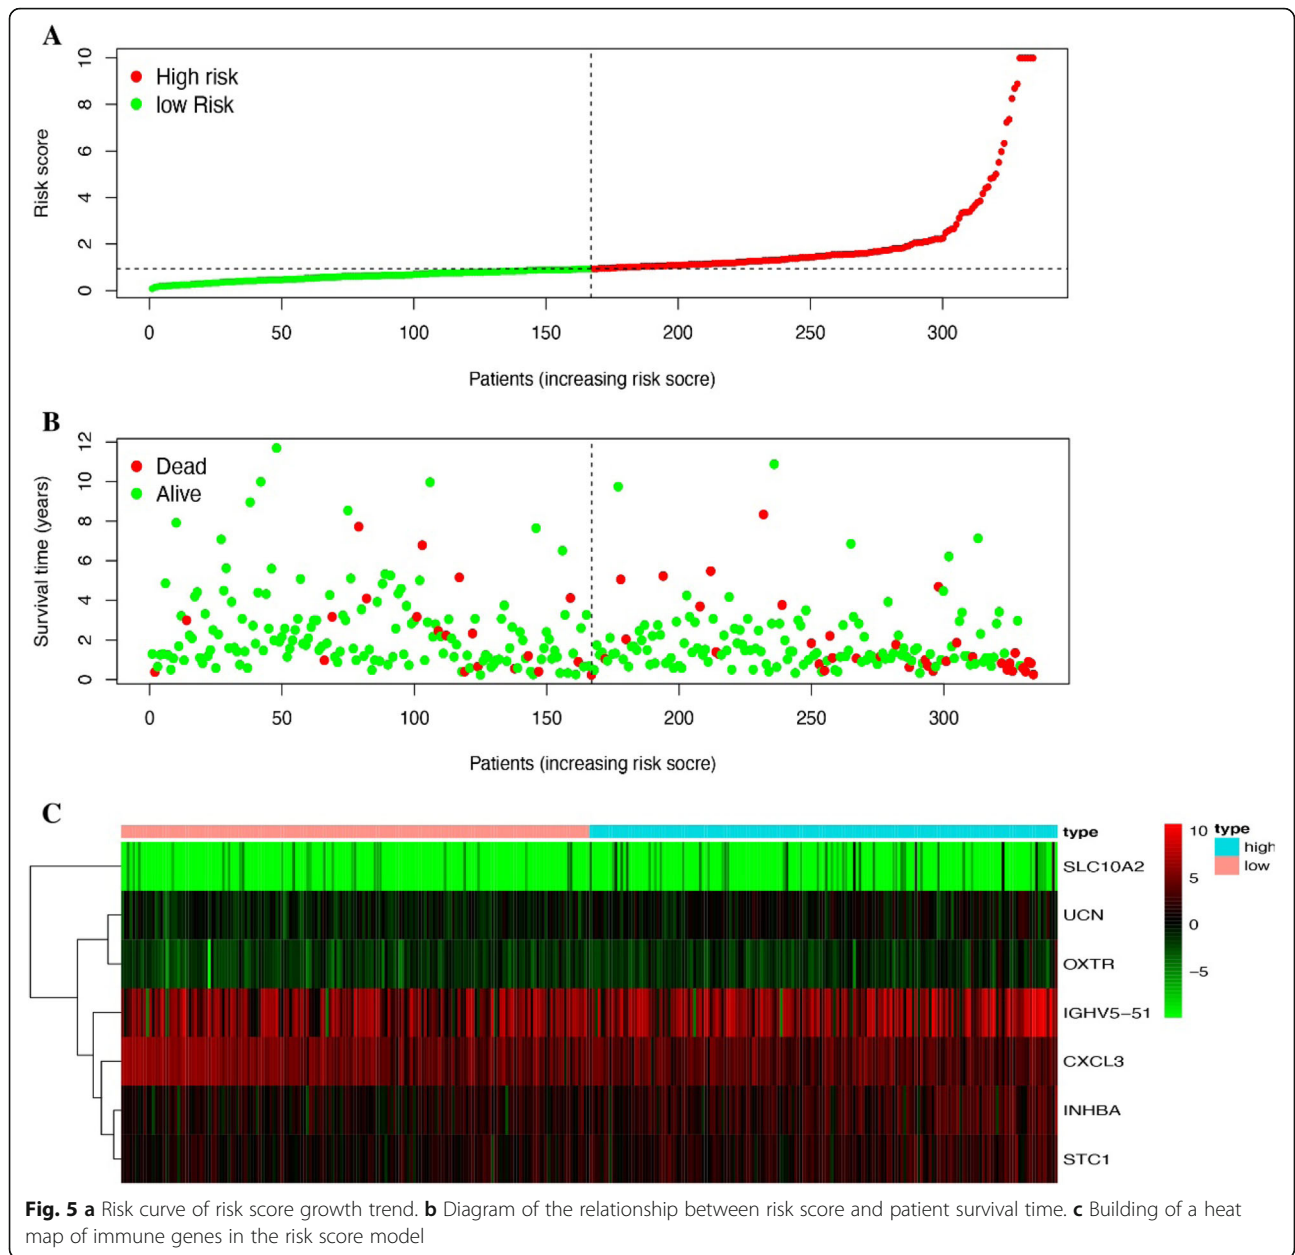 A
10
8
6
4
2
0
Risk score
High risk
low Risk
0 50 100 150 200 250 300
Patients (increasing risk socre)
B
12
10
8
6
4
2
0
Survival time (years)
Dead
Alive
0 50 100 150 200 250 300
Patients (increasing risk socre)
C
type
SLC10A2
UCN
OXTR
IGHV5−51
CXCL3
INHBA
STC1
10
5
0
−5
type
high
low
Fig. 5 a Risk curve of risk score growth trend. b Diagram of the relationship between risk score and patient survival time. c Building of a heat
map of immune genes in the risk score model